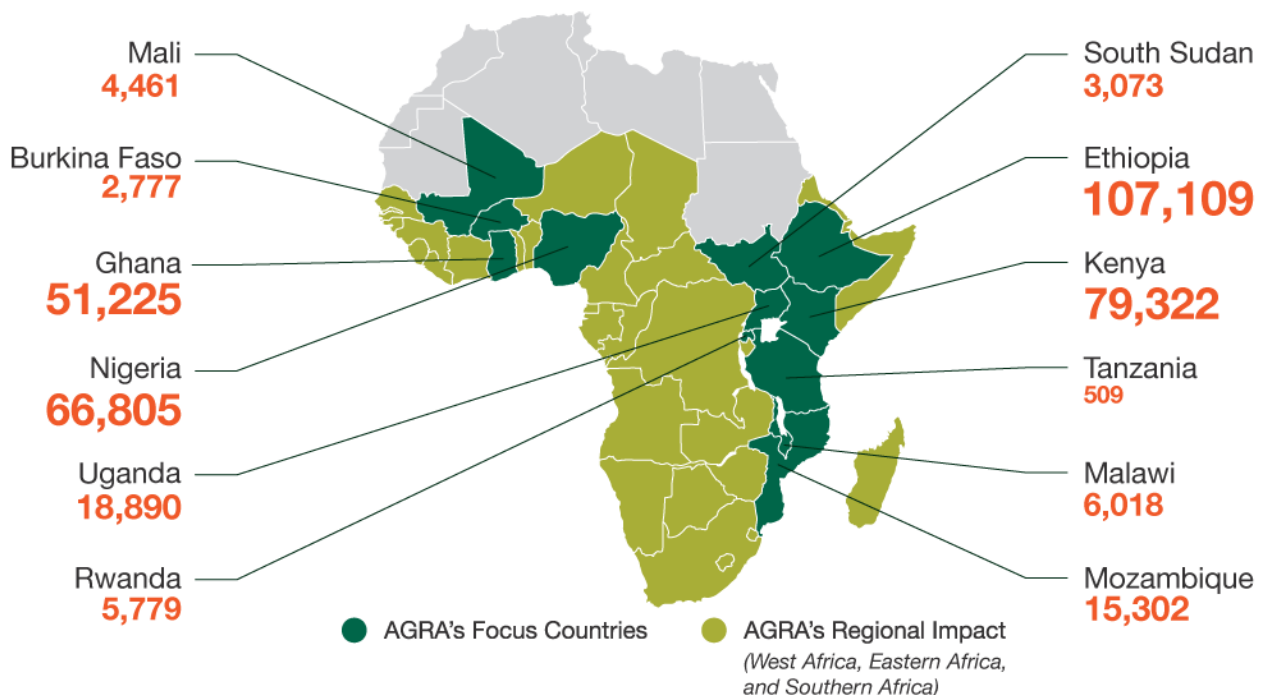 Mali
4,461
Burkina Faso
2,777
Ghana
51,225
Nigeria
66,805
Uganda
18,890
Rwanda
5,779
South Sudan
3,073
Ethiopia
107,109
Kenya
79,322
Tanzania
509
Malawi
6,018
Mozambique
15,302
AGRA's Focus Countries
AGRA's Regional Impact
(West Africa, Eastern Africa,
and Southern Africa)